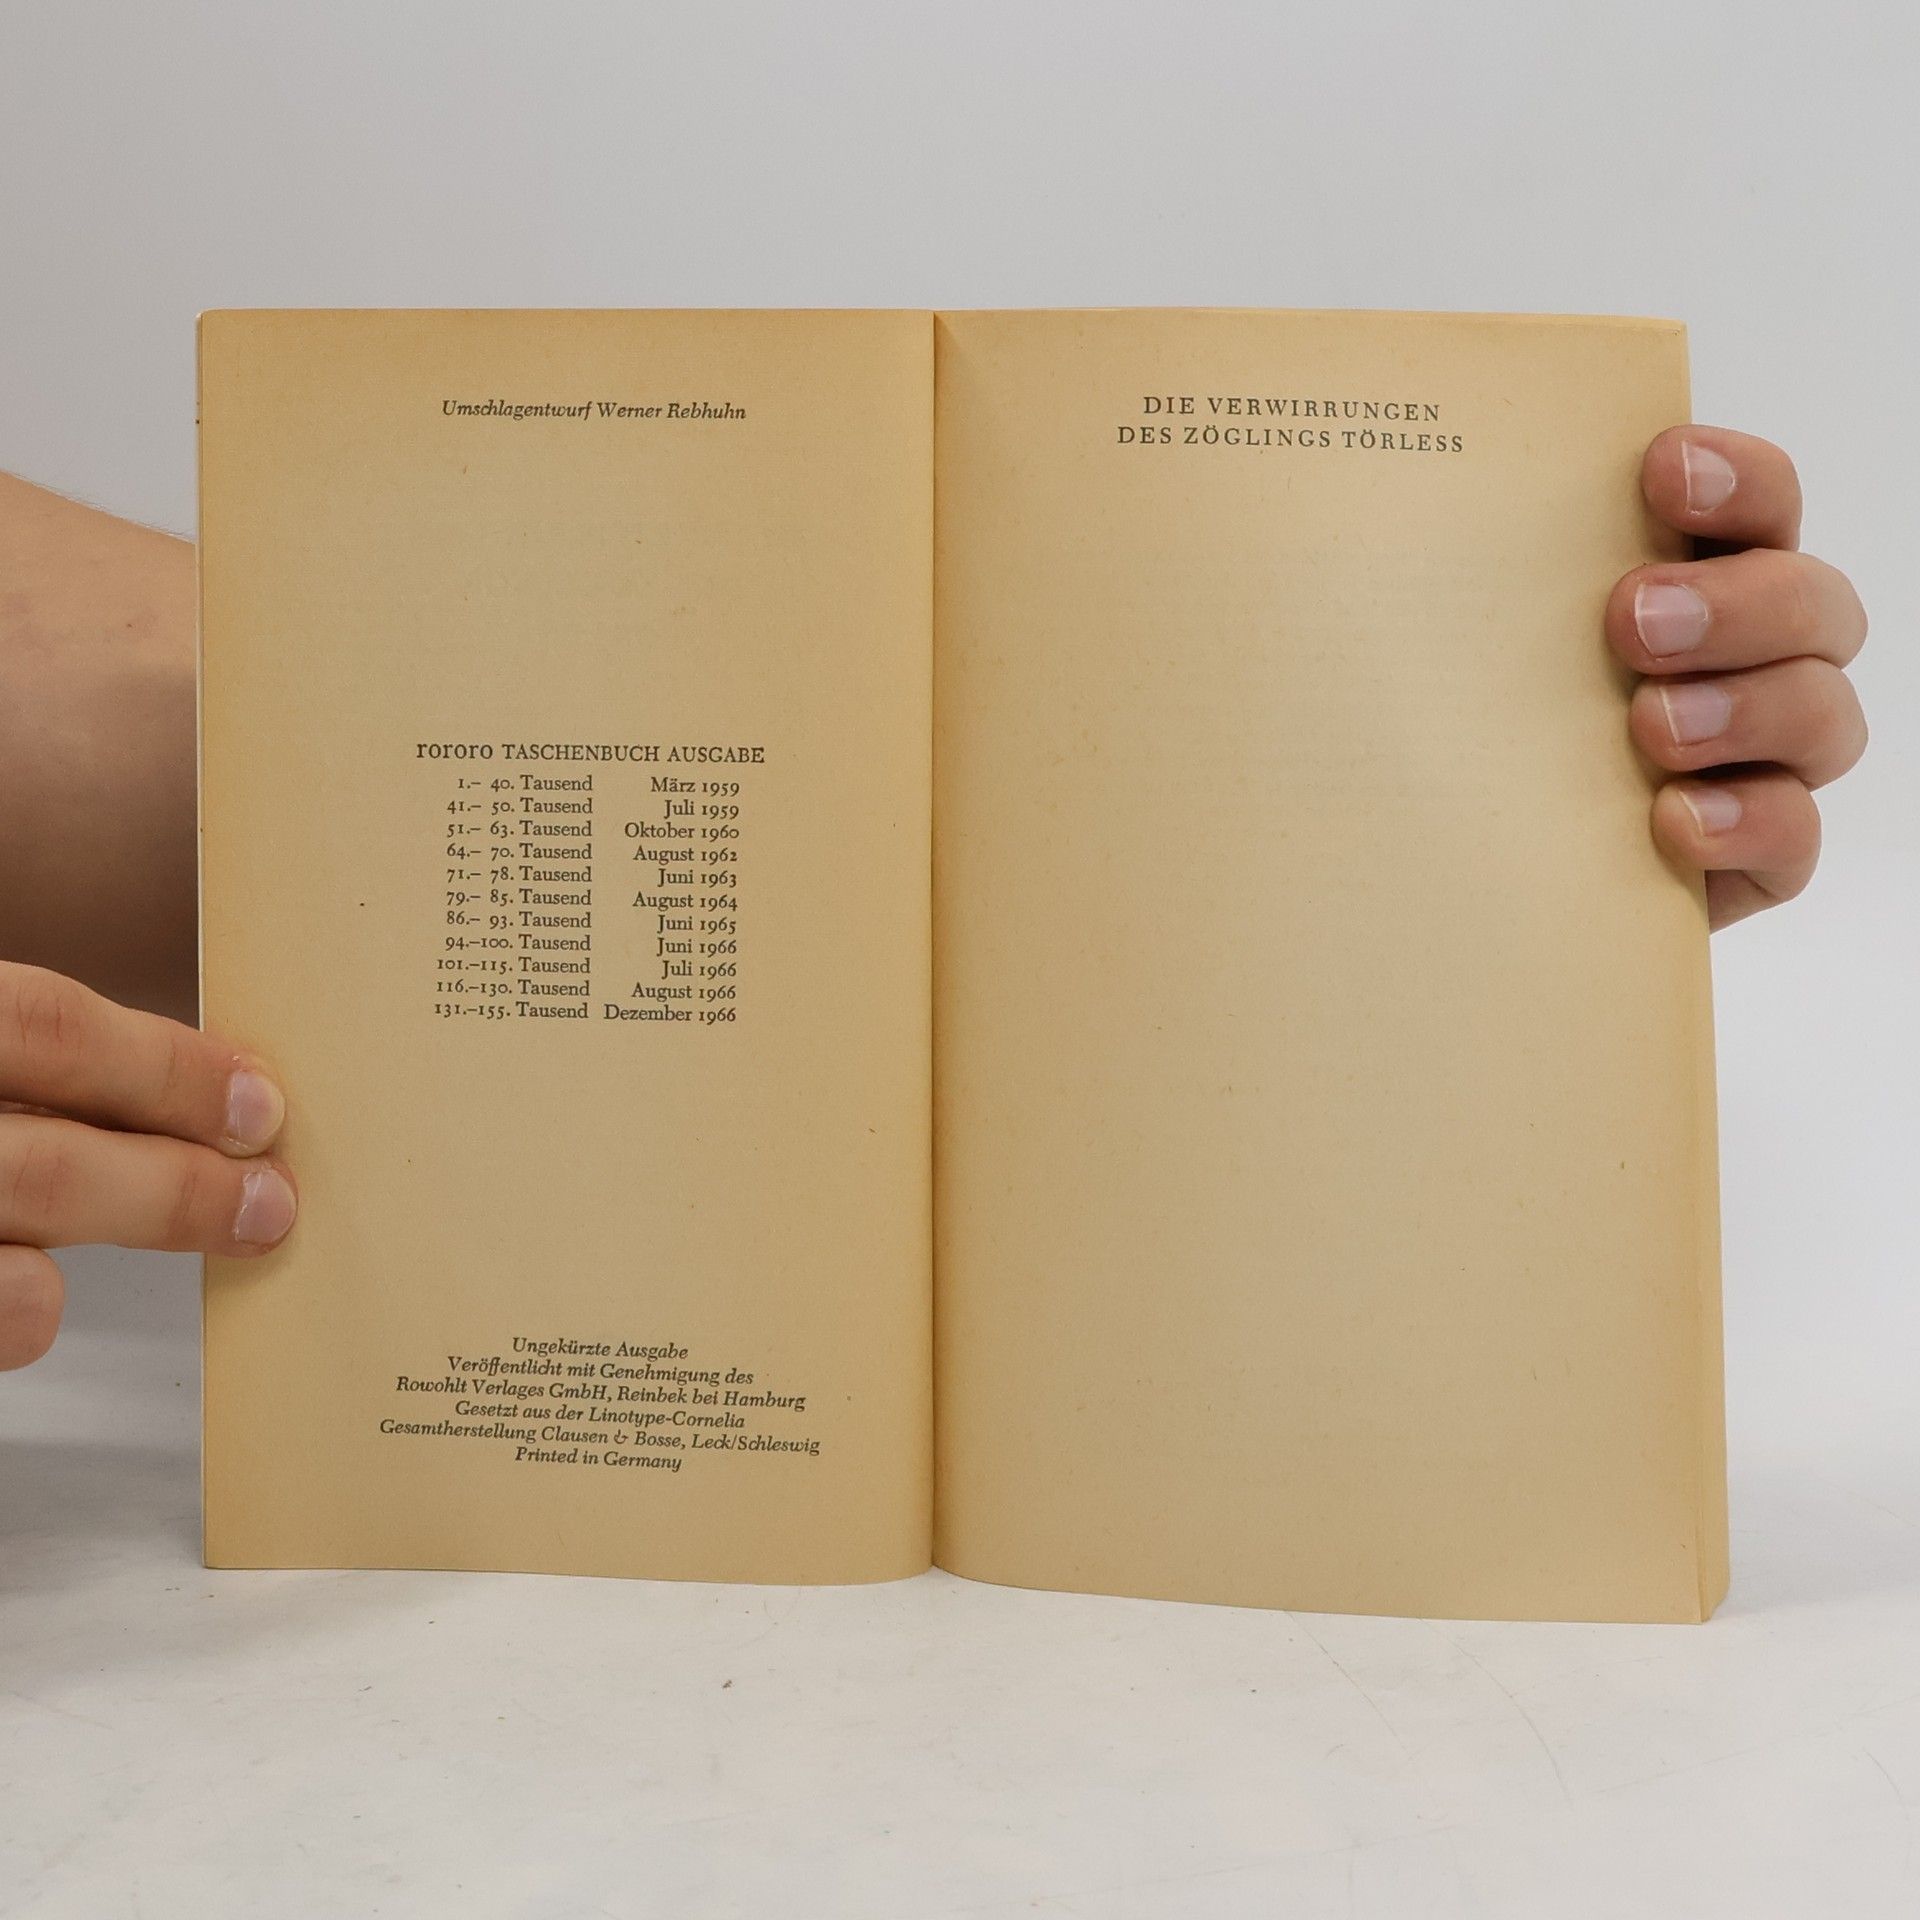 Umschlagentwurf Werner Rebhuhn
rororo TASCHENBUCH AUSGABE
1.– 40. Tausend März 1959
41.– 50. Tausend Juli 1959
51.– 63. Tausend Oktober 1960
64.– 70. Tausend August 1962
71.– 78. Tausend Juni 1963
79.– 85. Tausend August 1964
86.– 93. Tausend Juni 1965
94.–100. Tausend Juni 1966
101.–115. Tausend Juli 1966
116.–130. Tausend August 1966
131.–155. Tausend Dezember 1966
Ungekürzte Ausgabe
Veröffentlicht mit Genehmigung des
Rowohlt Verlages GmbH, Reinbek bei Hamburg
Gesetzt aus der Linotype-Cornelia
Gesamtherstellung Clausen & Bosse, Leck/Schleswig
Printed in Germany
DIE VERWIRRUNGEN
DES ZÖGLINGS TÖRLESS